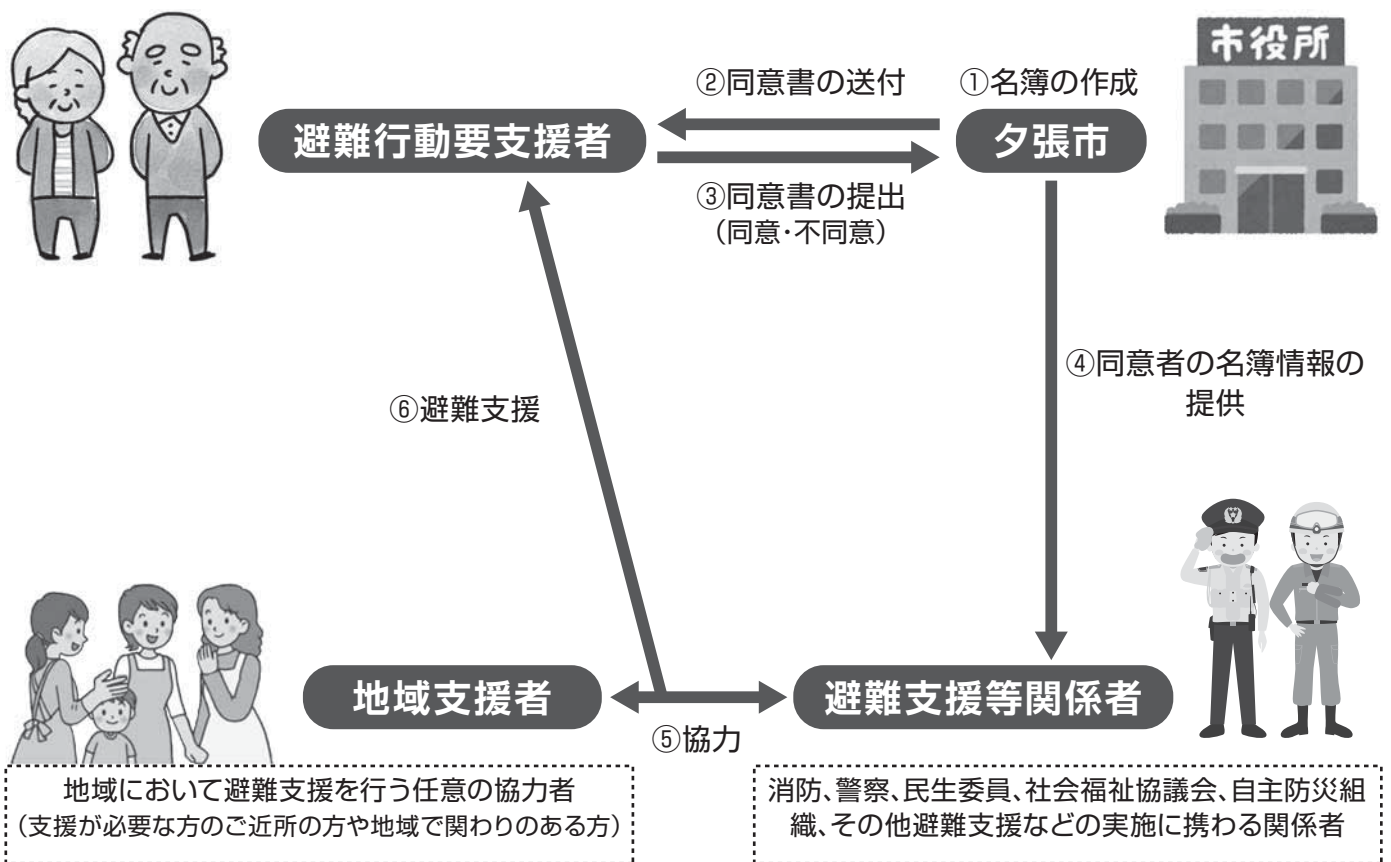 市役所
②同意書の送付
①名簿の作成
避難行動要支援者
夕張市
③同意書の提出
(同意・不同意)
④同意者の名簿情報の
提供
⑥避難支援
地域支援者
避難支援等関係者
⑤協力
地域において避難支援を行う任意の協力者
(支援が必要な方のご近所の方や地域で関わりのある方)
消防、警察、民生委員、社会福祉協議会、自主防災組
織、その他避難支援などの実施に携わる関係者